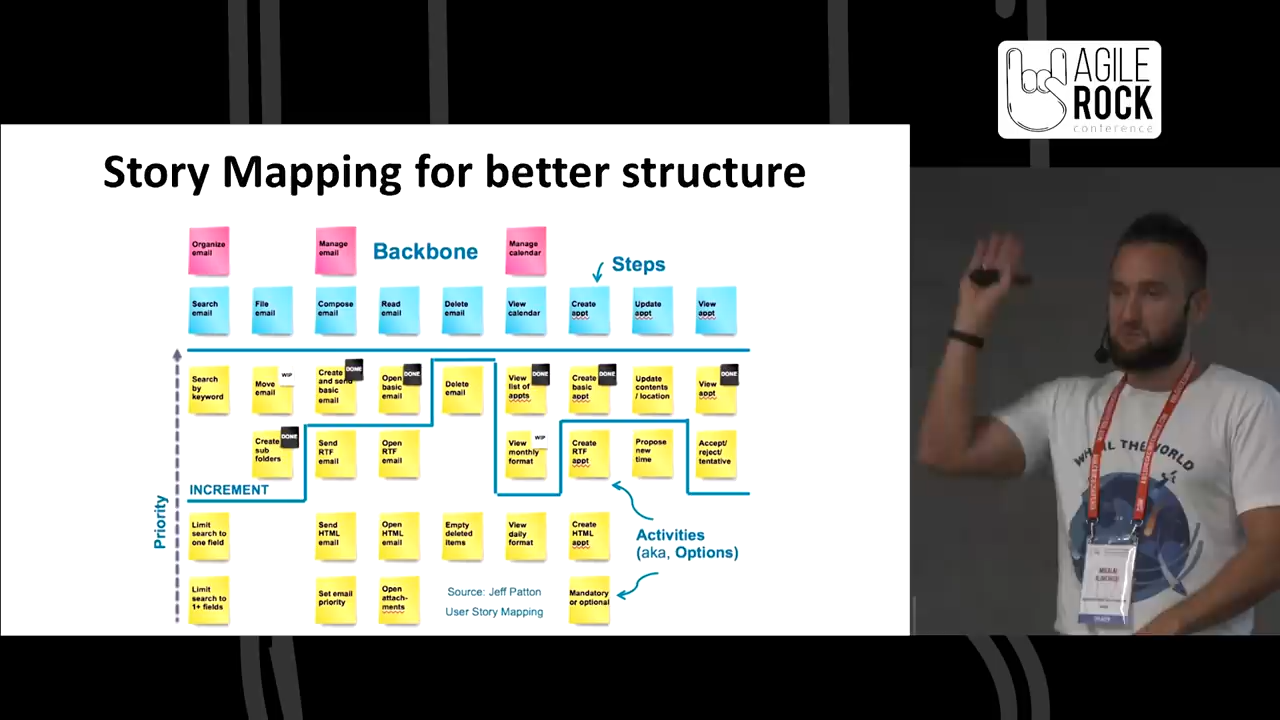 AGILE
ROCK
conference
Story Mapping for better structure
Organize
email
Manage
email
Backbone
Manage
calendar
Steps
Search
email
File
email
Compose
email
Read
email
Delete
email
View
calendar
Create
appt
Update
appt
View
appt
Search
by
keyword
Move
email
WIP
Create
and send
basic
email
DONE
Open
basic
email
DONE
Delete
email
View
list of
appts
DONE
Create
basic
appt
DONE
Update
contents
/ location
View
appt
DONE
Create
sub
folders
DONE
Send
RTF
email
Open
RTF
email
View
monthly
format
WIP
Create
RTF
appt
Propose
new
time
Accept/
reject/
tentative
INCREMENT
Priority
Limit
search to
one field
Send
HTML
email
Open
HTML
email
Empty
deleted
items
View
daily
format
Create
HTML
appt
Activities
(aka, Options)
Limit
search to
1+ fields
Set email
priority
Open
attach-
ments
Source: Jeff Patton
User Story Mapping
Mandatory
or optional
THE WORLD